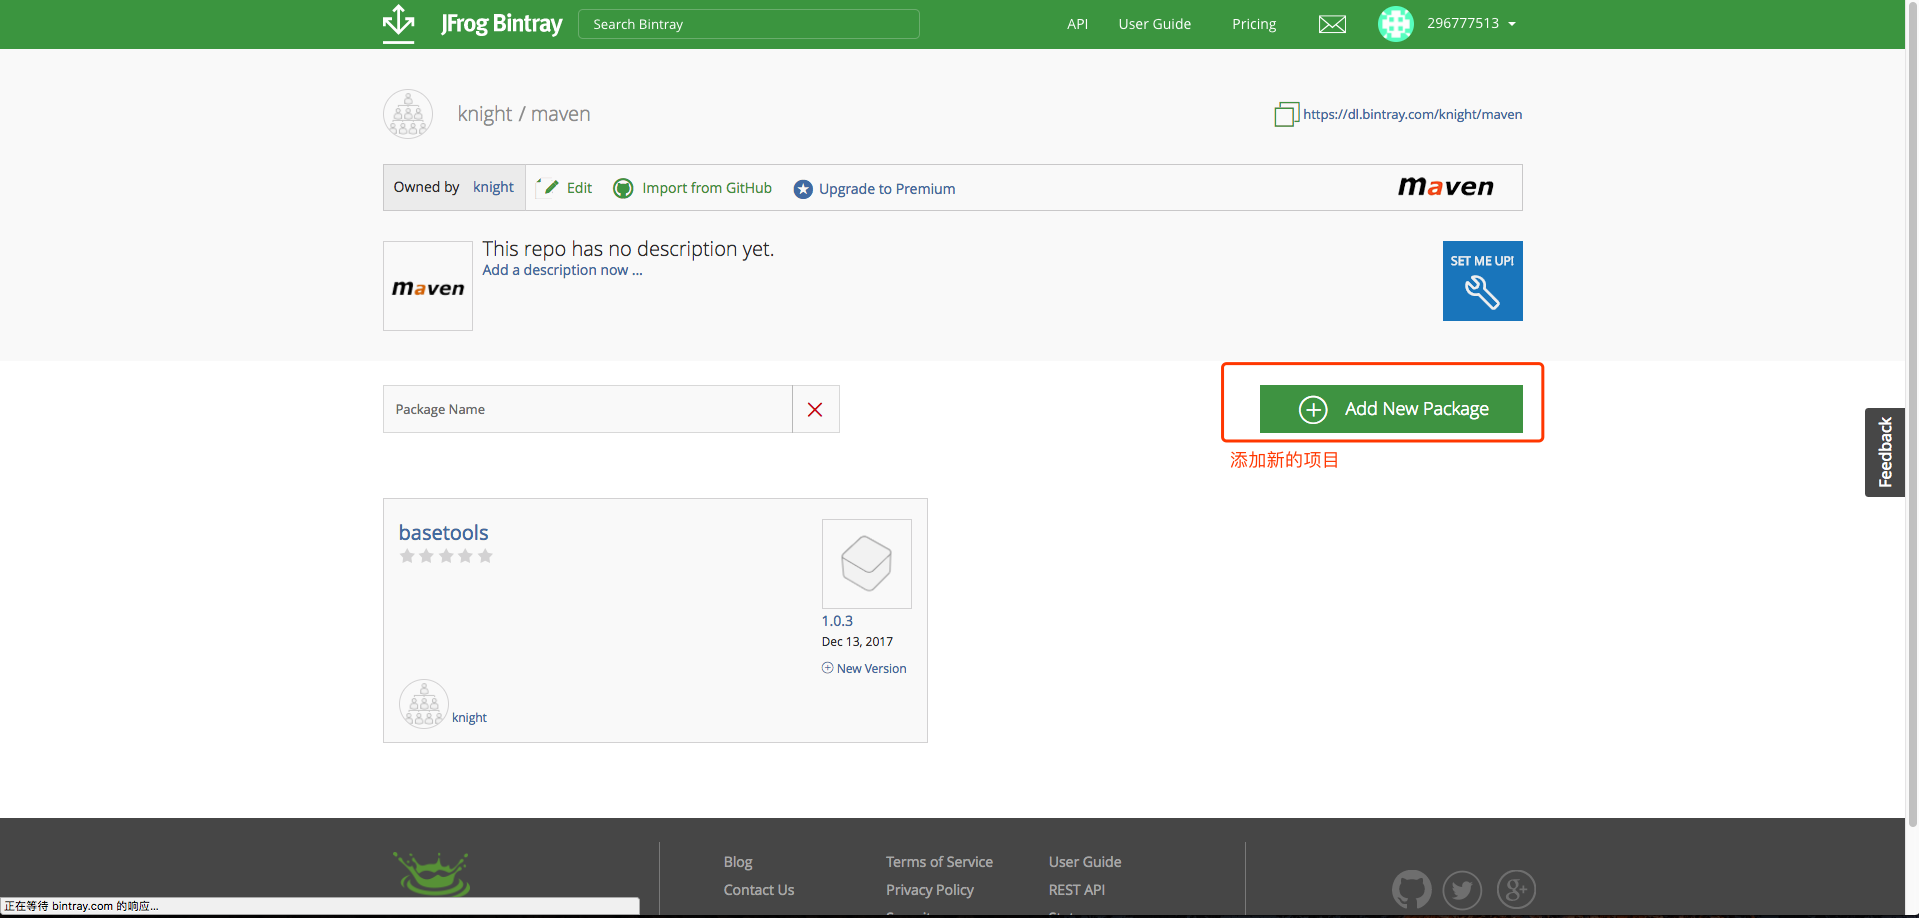 JFrog Bintray
Search Bintray
API
User Guide
Pricing
296777513
knight / maven
https://dl.bintray.com/knight/maven
Owned by knight
Edit
Import from GitHub
Upgrade to Premium
maven
maven
This repo has no description yet.
Add a description now ...
SET ME UP!
Package Name
Add New Package
添加新的项目
Feedback
basetools
1.0.3
Dec 13, 2017
New Version
knight
Blog
Terms of Service
User Guide
Contact Us
Privacy Policy
REST API
正在等待 bintray.com 的响应...